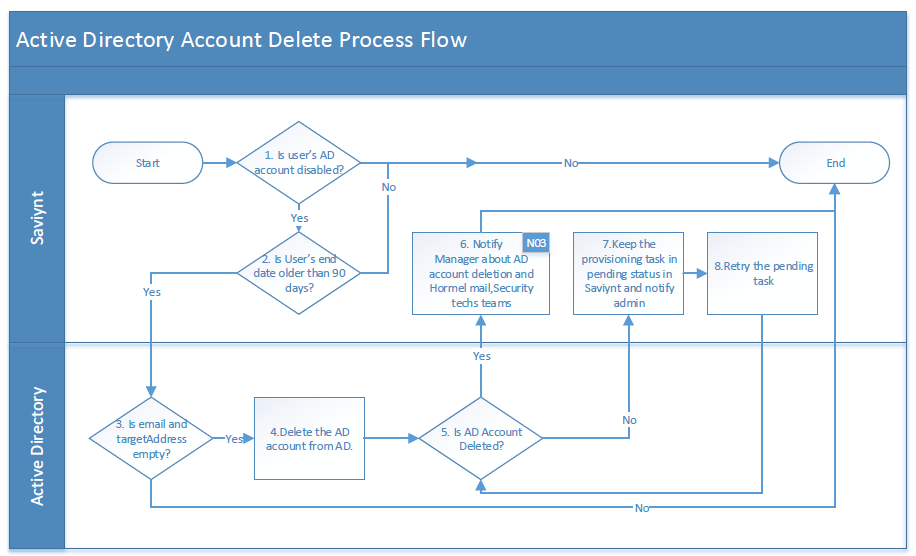 Active Directory Account Delete Process Flow
Saviynt
Start
1. Is user's AD
account disabled?
No
End
No
Yes
2. Is User's end
date older than 90
days?
Yes
6. Notify
N03
Manager about AD
account deletion and
Hormel mail,Security
techs teams
7.Keep the
provisioning task in
pending status in
Saviynt and notify
admin
8.Retry the pending
task
Active Directory
Yes
No
3. Is email and
targetAddress
empty?
Yes
4.Delete the AD
account from AD.
5. Is AD Account
Deleted?
No